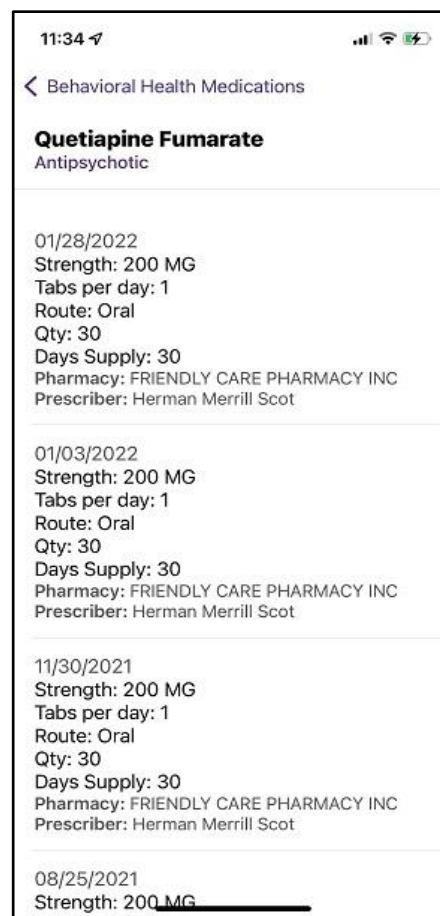 11:34
Behavioral Health Medications
Quetiapine Fumarate
Antipsychotic
01/28/2022
Strength: 200 MG
Tabs per day: 1
Route: Oral
Qty: 30
Days Supply: 30
Pharmacy: FRIENDLY CARE PHARMACY INC
Prescriber: Herman Merrill Scot
01/03/2022
Strength: 200 MG
Tabs per day: 1
Route: Oral
Qty: 30
Days Supply: 30
Pharmacy: FRIENDLY CARE PHARMACY INC
Prescriber: Herman Merrill Scot
11/30/2021
Strength: 200 MG
Tabs per day: 1
Route: Oral
Qty: 30
Days Supply: 30
Pharmacy: FRIENDLY CARE PHARMACY INC
Prescriber: Herman Merrill Scot
08/25/2021
Strength: 200 MG